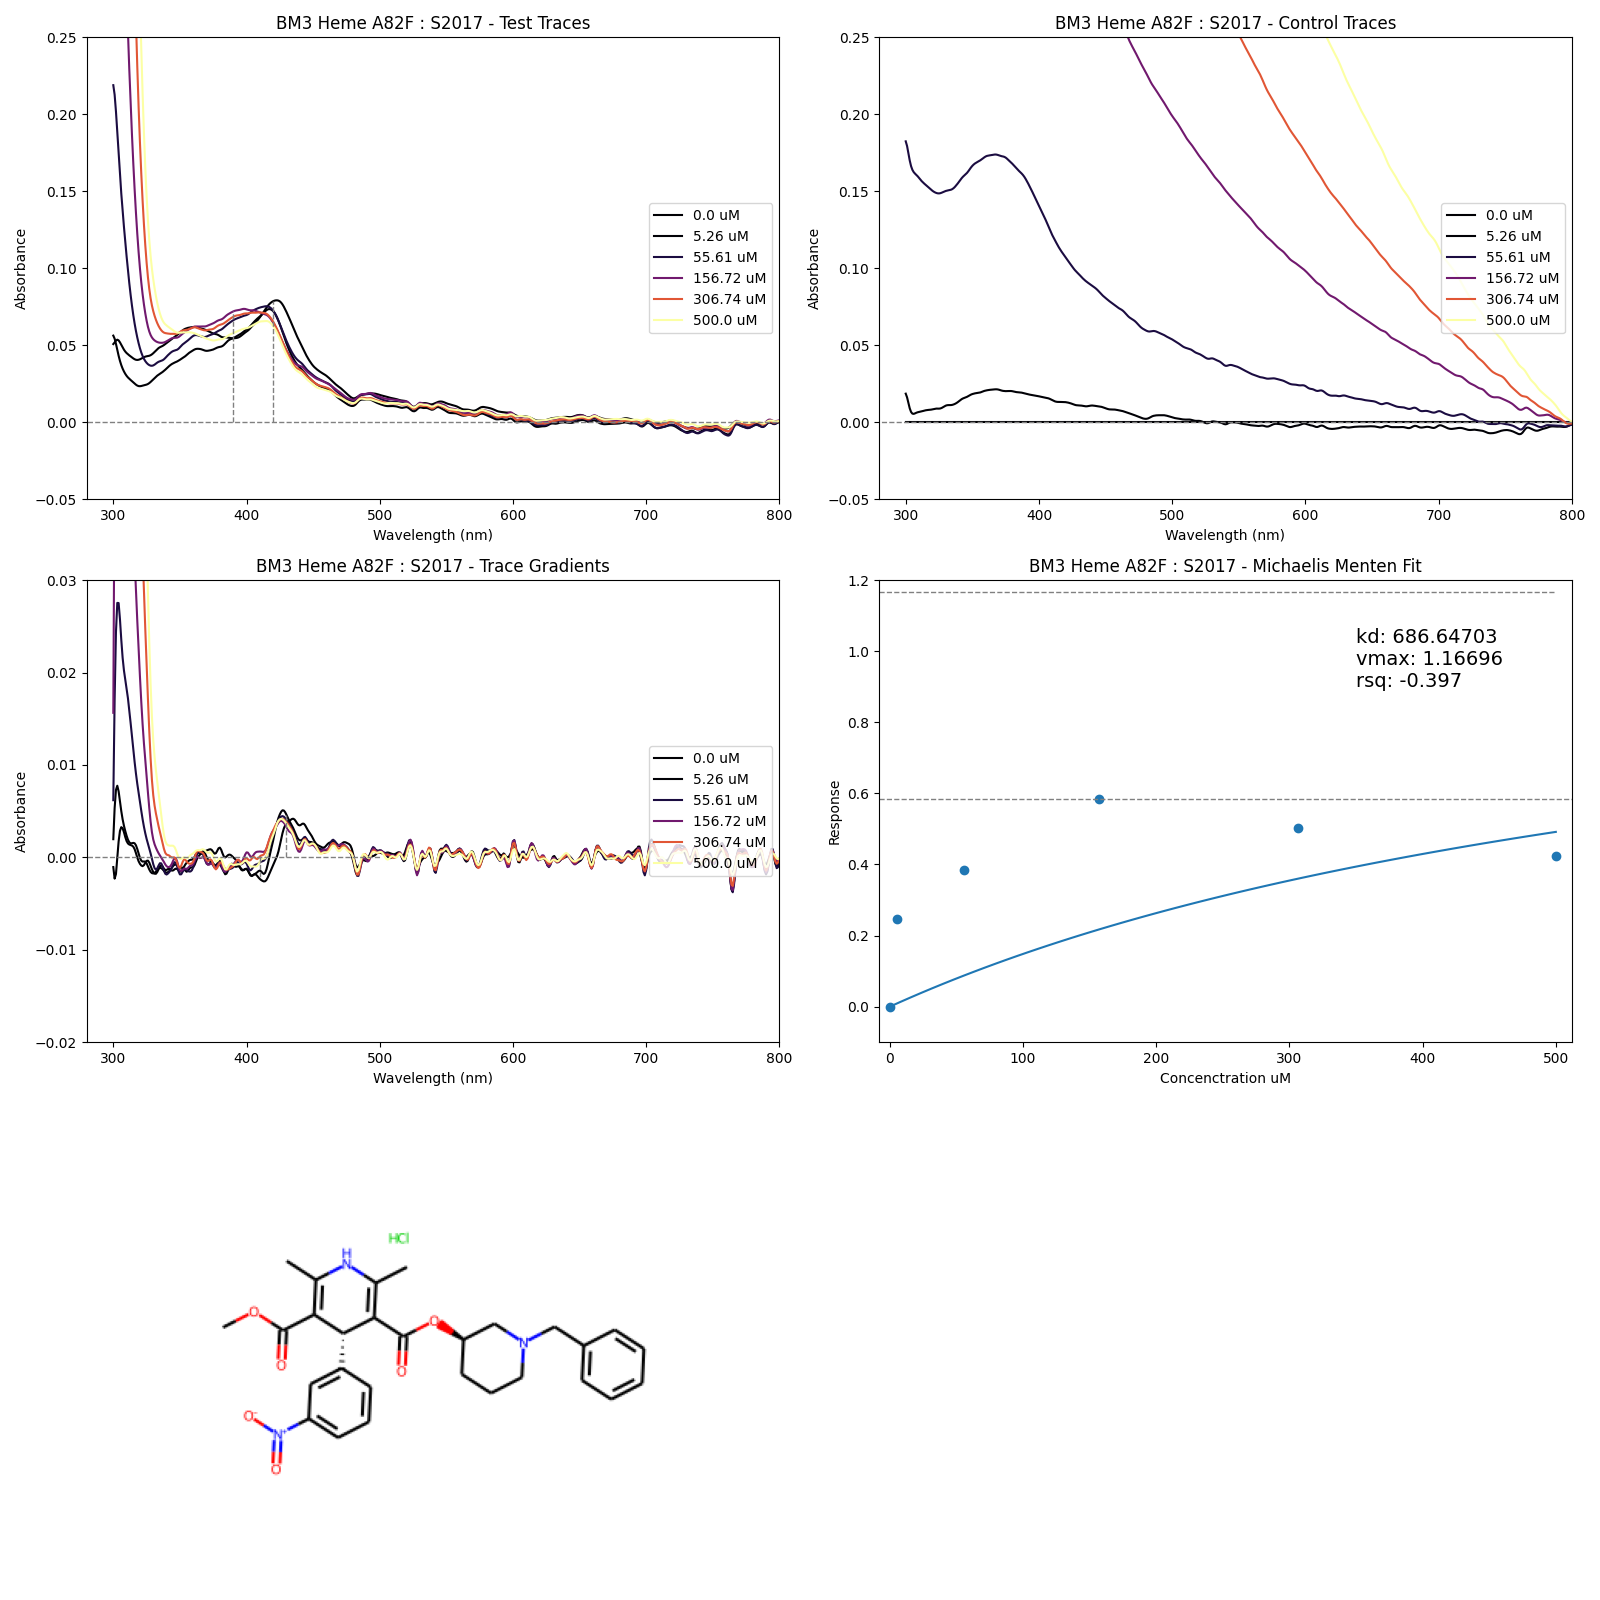 BM3 Heme A82F : S2017 - Test Traces
0.25
0.20
0.15
0.10
0.05
0.00
−0.05
Absorbance
300 400 500 600 700 800
Wavelength (nm)
0.0 uM
5.26 uM
55.61 uM
156.72 uM
306.74 uM
500.0 uM
BM3 Heme A82F : S2017 - Control Traces
0.25
0.20
0.15
0.10
0.05
0.00
−0.05
Absorbance
300 400 500 600 700 800
Wavelength (nm)
0.0 uM
5.26 uM
55.61 uM
156.72 uM
306.74 uM
500.0 uM
BM3 Heme A82F : S2017 - Trace Gradients
0.03
0.02
0.01
0.00
−0.01
−0.02
Absorbance
300 400 500 600 700 800
Wavelength (nm)
0.0 uM
5.26 uM
55.61 uM
156.72 uM
306.74 uM
500.0 uM
BM3 Heme A82F : S2017 - Michaelis Menten Fit
1.2
1.0
0.8
0.6
0.4
0.2
0.0
Response
0 100 200 300 400 500
Concenctration uM
kd: 686.64703
vmax: 1.16696
rsq: -0.397
HCl
H
N
O
O
O
O
N
O-
N+
O